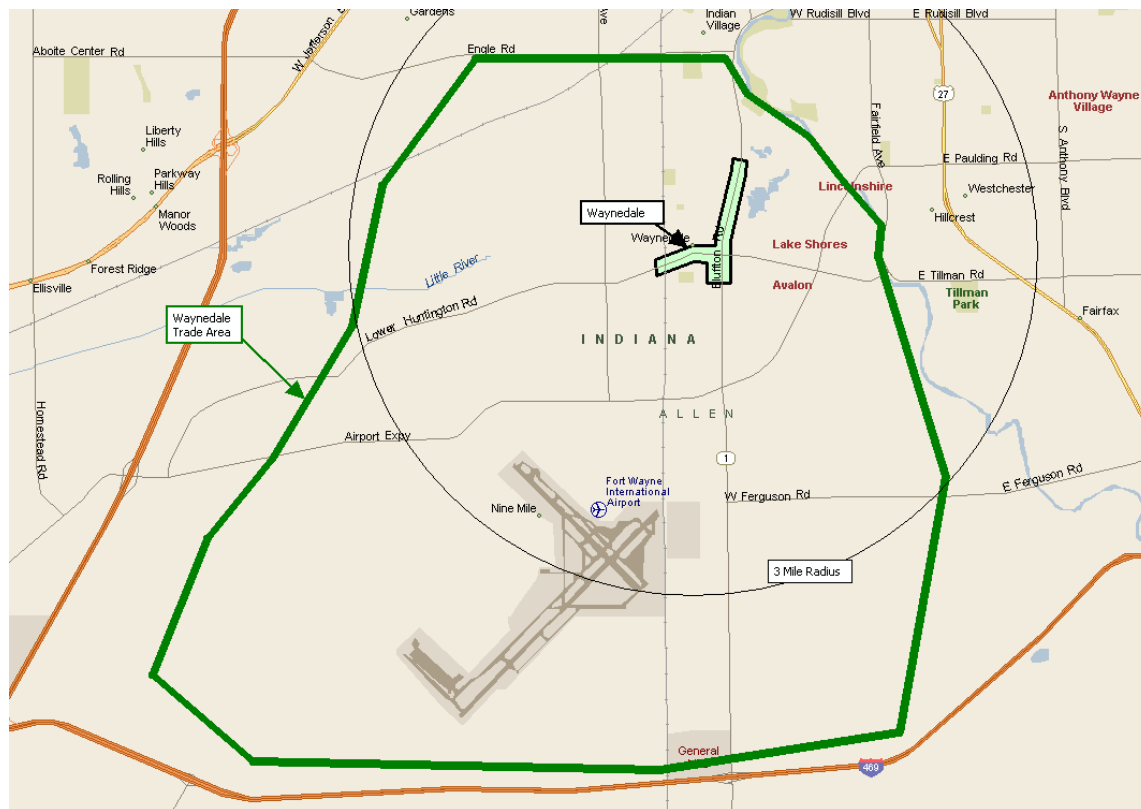 Gardens
Ave
Indian
Village
W Rudisill Blvd
E Rudisill Blvd
Aboite Center Rd
W Jefferson
Engle Rd
27
Anthony Wayne
Village
Liberty
Hills
Fairfield Ave
S Anthony Blvd
E Paulding Rd
Rolling
Hills
Parkway
Hills
Lincolnshire
Westchester
Manor
Woods
Waynedale
Hillcrest
Waynedale
Bluffton Rd
Lake Shores
Forest Ridge
Little River
E Tillman Rd
Ellisville
Avalon
Tillman
Park
Waynedale
Trade Area
Lower Huntington Rd
Fairfax
INDIANA
Homestead Rd
ALLEN
Airport Expy
1
Fort Wayne
International
Airport
E Ferguson Rd
W Ferguson Rd
Nine Mile
3 Mile Radius
General
469